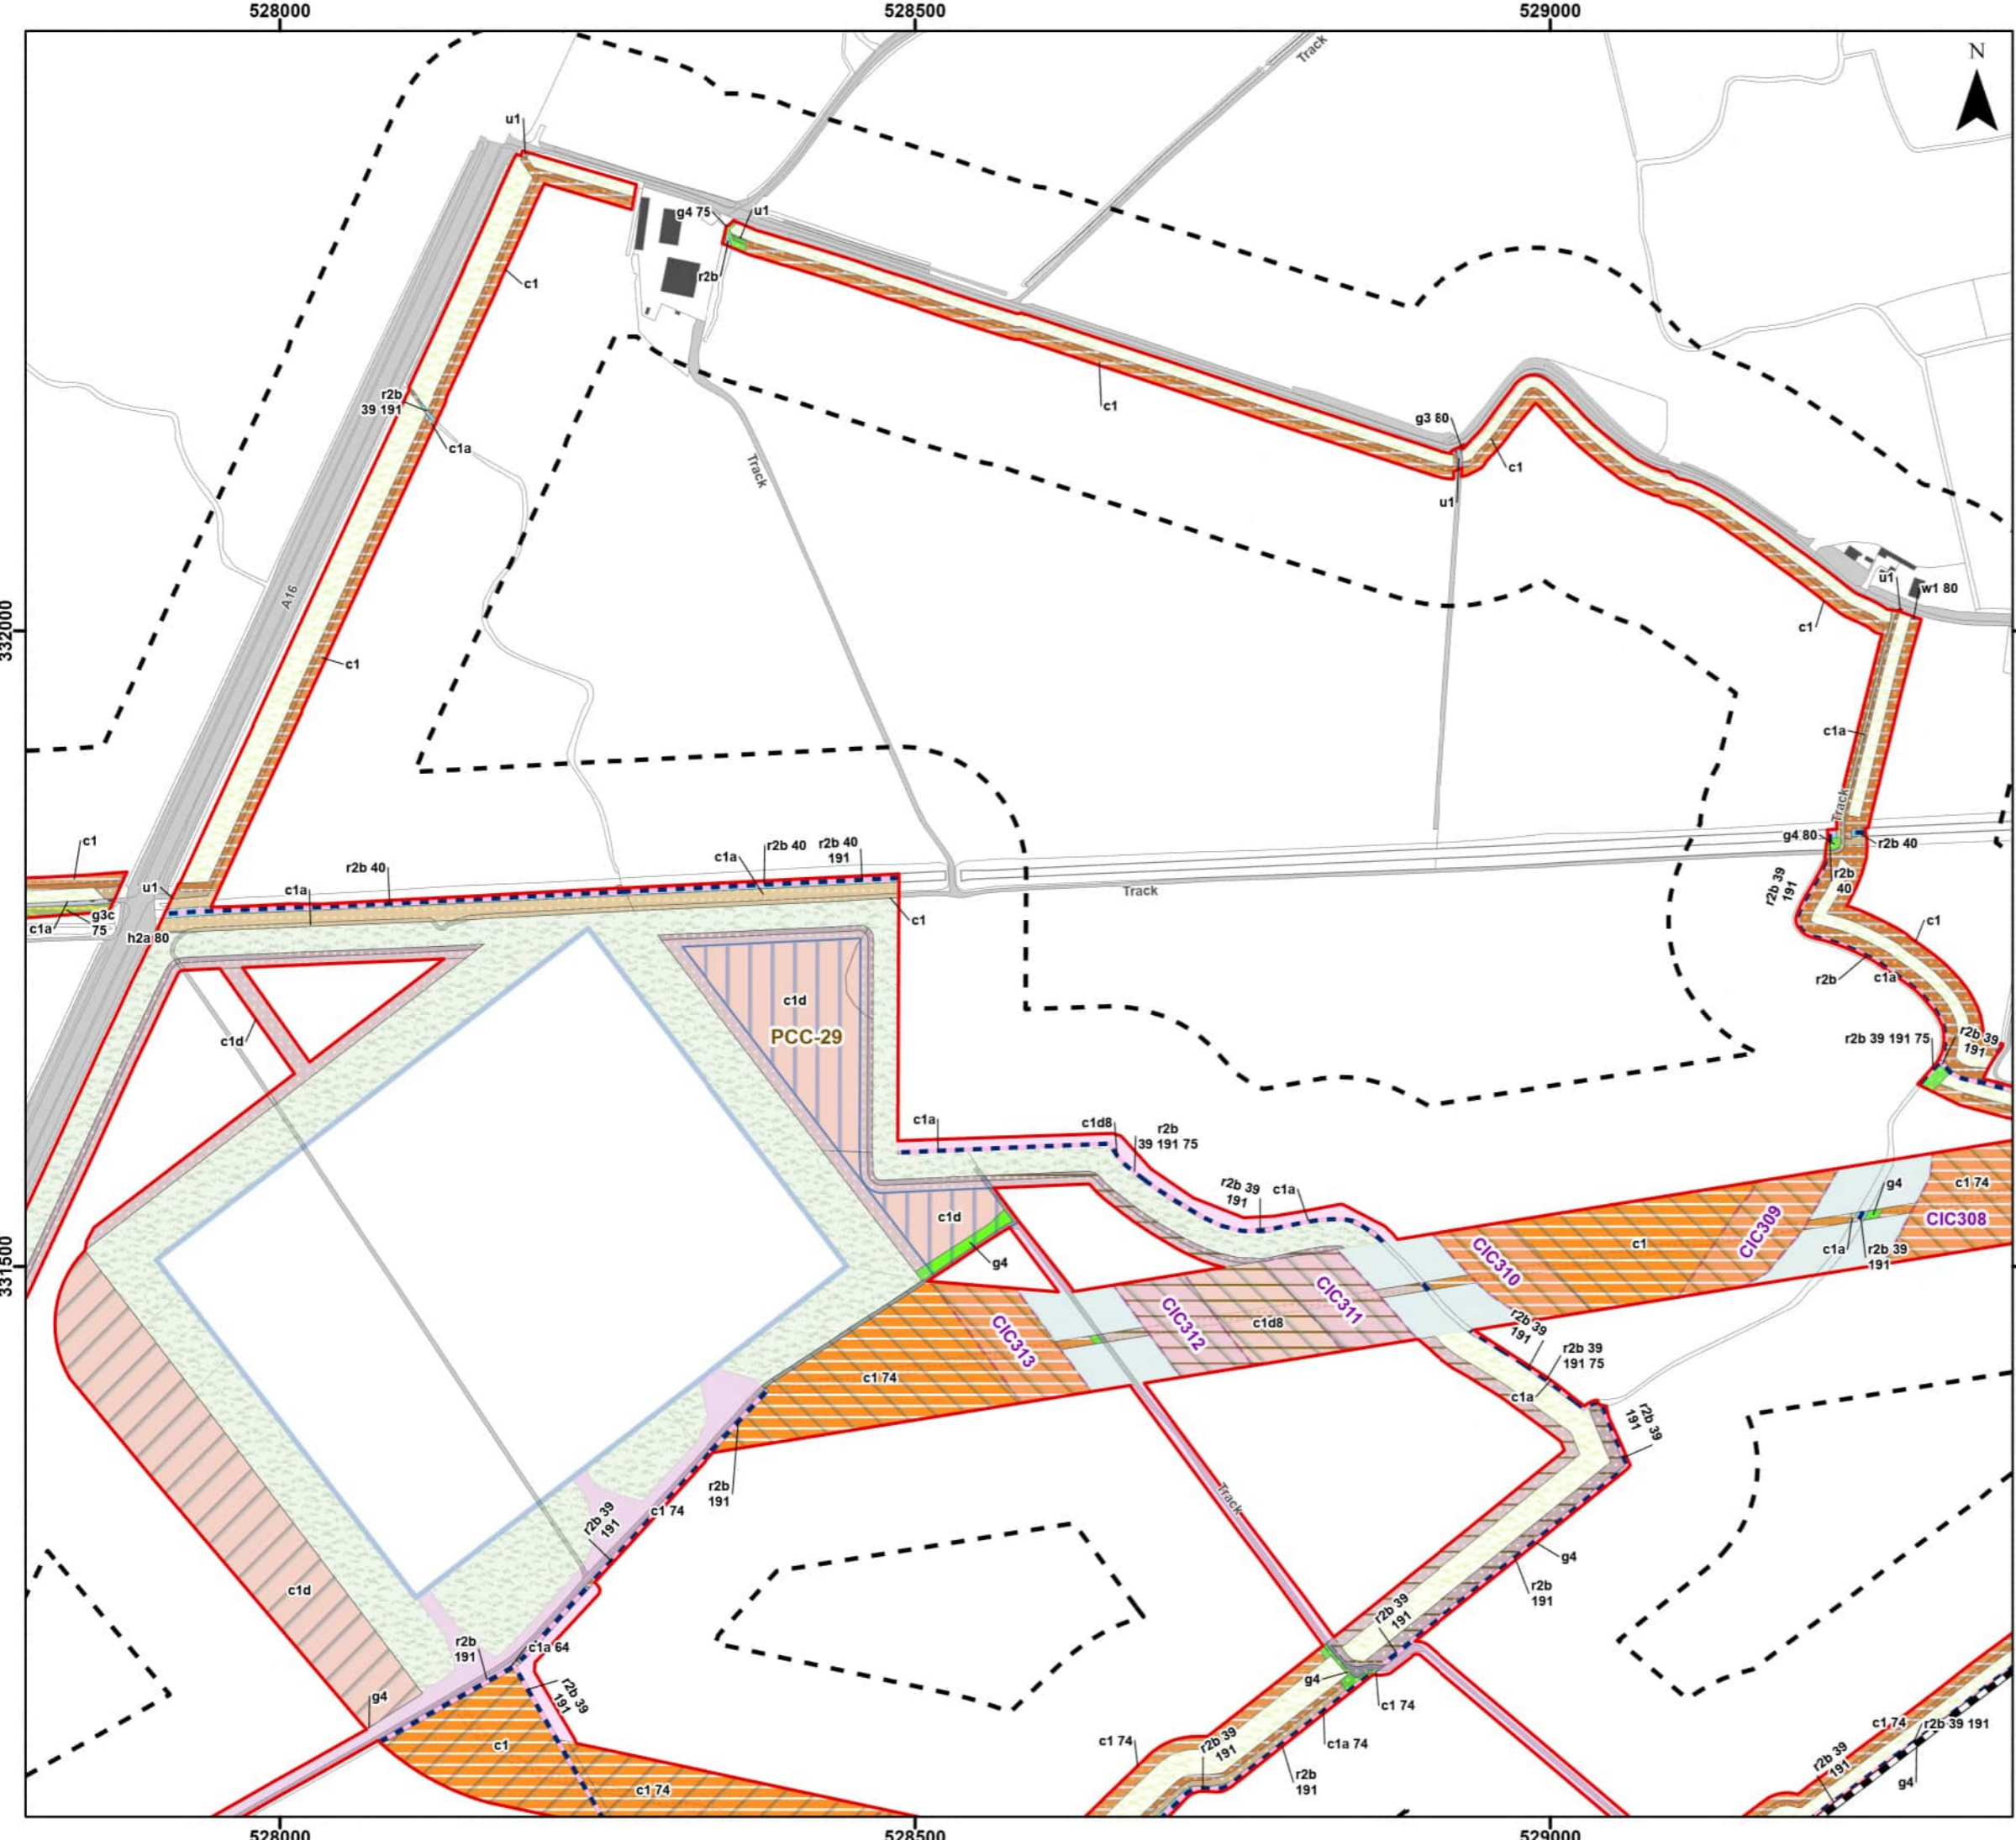 528000
528500
529000
N
Track
u1
g4 75
u1
r2b
c1
r2b
39 191
c1a
c1
g3 80
c1
u1
Track
A16
332000
u1
w1 80
c1
c1
c1a
Track
g4 80
r2b 40
r2b
40
r2b 39
191
c1
r2b
c1a
r2b 39 191 75
r2b 39
191
c1
u1
c1a
g3c
75
h2a 80
c1a
r2b 40
c1a
r2b 40
r2b 40
191
c1
Track
c1d
c1d
PCC-29
c1a
c1d8
r2b
39 191 75
r2b 39
191
c1a
c1d
g4
331500
g4
c1 74
CIC308
CIC309
c1
c1a
r2b 39
191
CIC310
CIC311
c1d8
CIC312
CIC313
c1 74
r2b 39
191
r2b 39
191 75
c1a
r2b 39
191
r2b
191
r2b 39
191
c1 74
Track
g4
r2b
191
c1d
r2b
191
c1a 64
r2b 39
191
g4
r2b 39
191
g4
c1 74
c1
c1 74
c1 74
r2b 39
191
c1a 74
r2b
191
c1 74
r2b 39 191
r2b 39
191
g4
528000
528500
529000